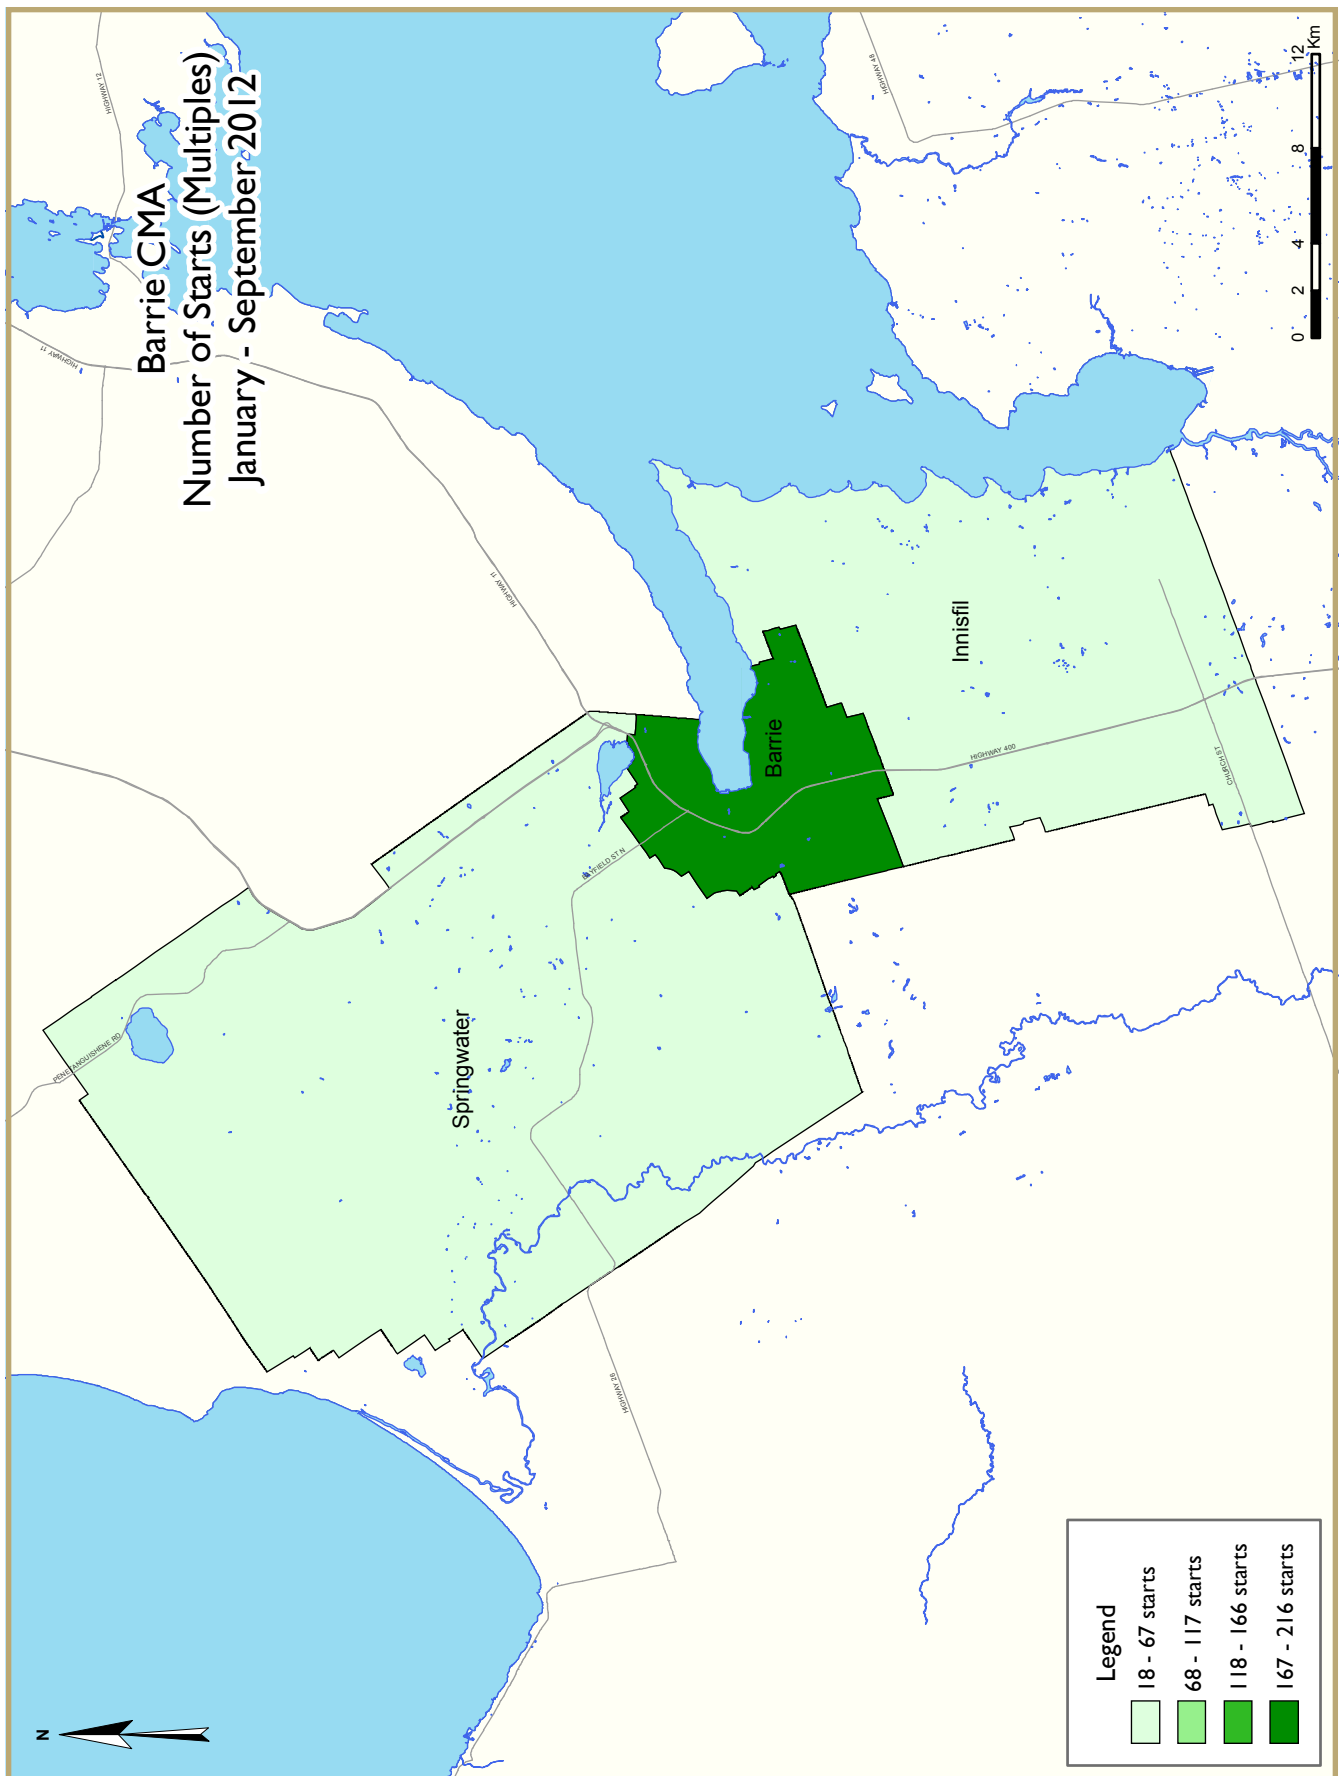 Barrie CMA
Number of Starts (Multiples)
January - September 2012
N
HIGHWAY 12
HIGHWAY 11
HIGHWAY 48
HIGHWAY 11
PENETANGUISHENE RD
Springwater
BAYFIELD ST N
Barrie
HIGHWAY 400
Innisfil
CHURCH ST
HIGHWAY 26
Legend
18 - 67 starts
68 - 117 starts
118 - 166 starts
167 - 216 starts
0 2 4 8 12
Km